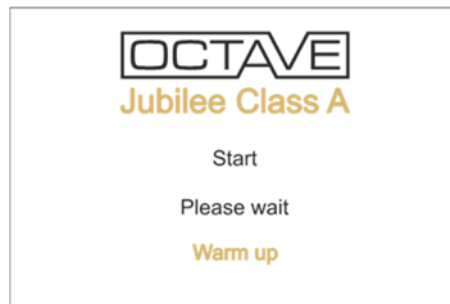 OCTAVE
Jubilee Class A
Start
Please wait
Warm up